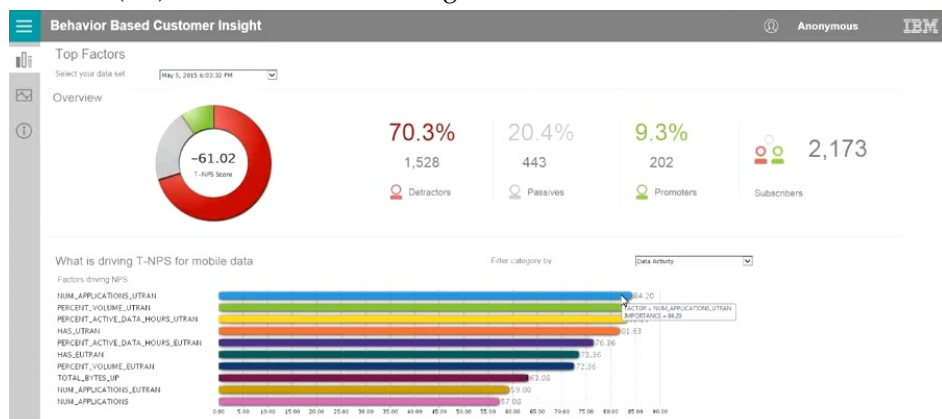 Behavior Based Customer Insight
Anonymous
IBM
Top Factors
Select your data set
May 5, 2015 6:03:32 PM
Overview
-61.02
T-NPS Score
70.3%
1,528
Detractors
20.4%
443
Passives
9.3%
202
Promoters
2,173
Subscribers
What is driving T-NPS for mobile data
Filter category by
Data Activity
Factors driving NPS
NUM_APPLICATIONS_UTRAN
84.20
PERCENT_VOLUME_UTRAN
FACTOR = NUM_APPLICATIONS_UTRAN
IMPORTANCE = 84.20
PERCENT_ACTIVE_DATA_HOURS_UTRAN
HAS_UTRAN
81.63
PERCENT_ACTIVE_DATA_HOURS_EUTRAN
76.36
HAS_EUTRAN
73.36
PERCENT_VOLUME_EUTRAN
72.36
TOTAL_BYTES_UP
63.08
NUM_APPLICATIONS_EUTRAN
59.08
NUM_APPLICATIONS
57.08
0.00 5.00 10.00 15.00 20.00 25.00 30.00 35.00 40.00 45.00 50.00 55.00 60.00 65.00 70.00 75.00 80.00 85.00 90.00